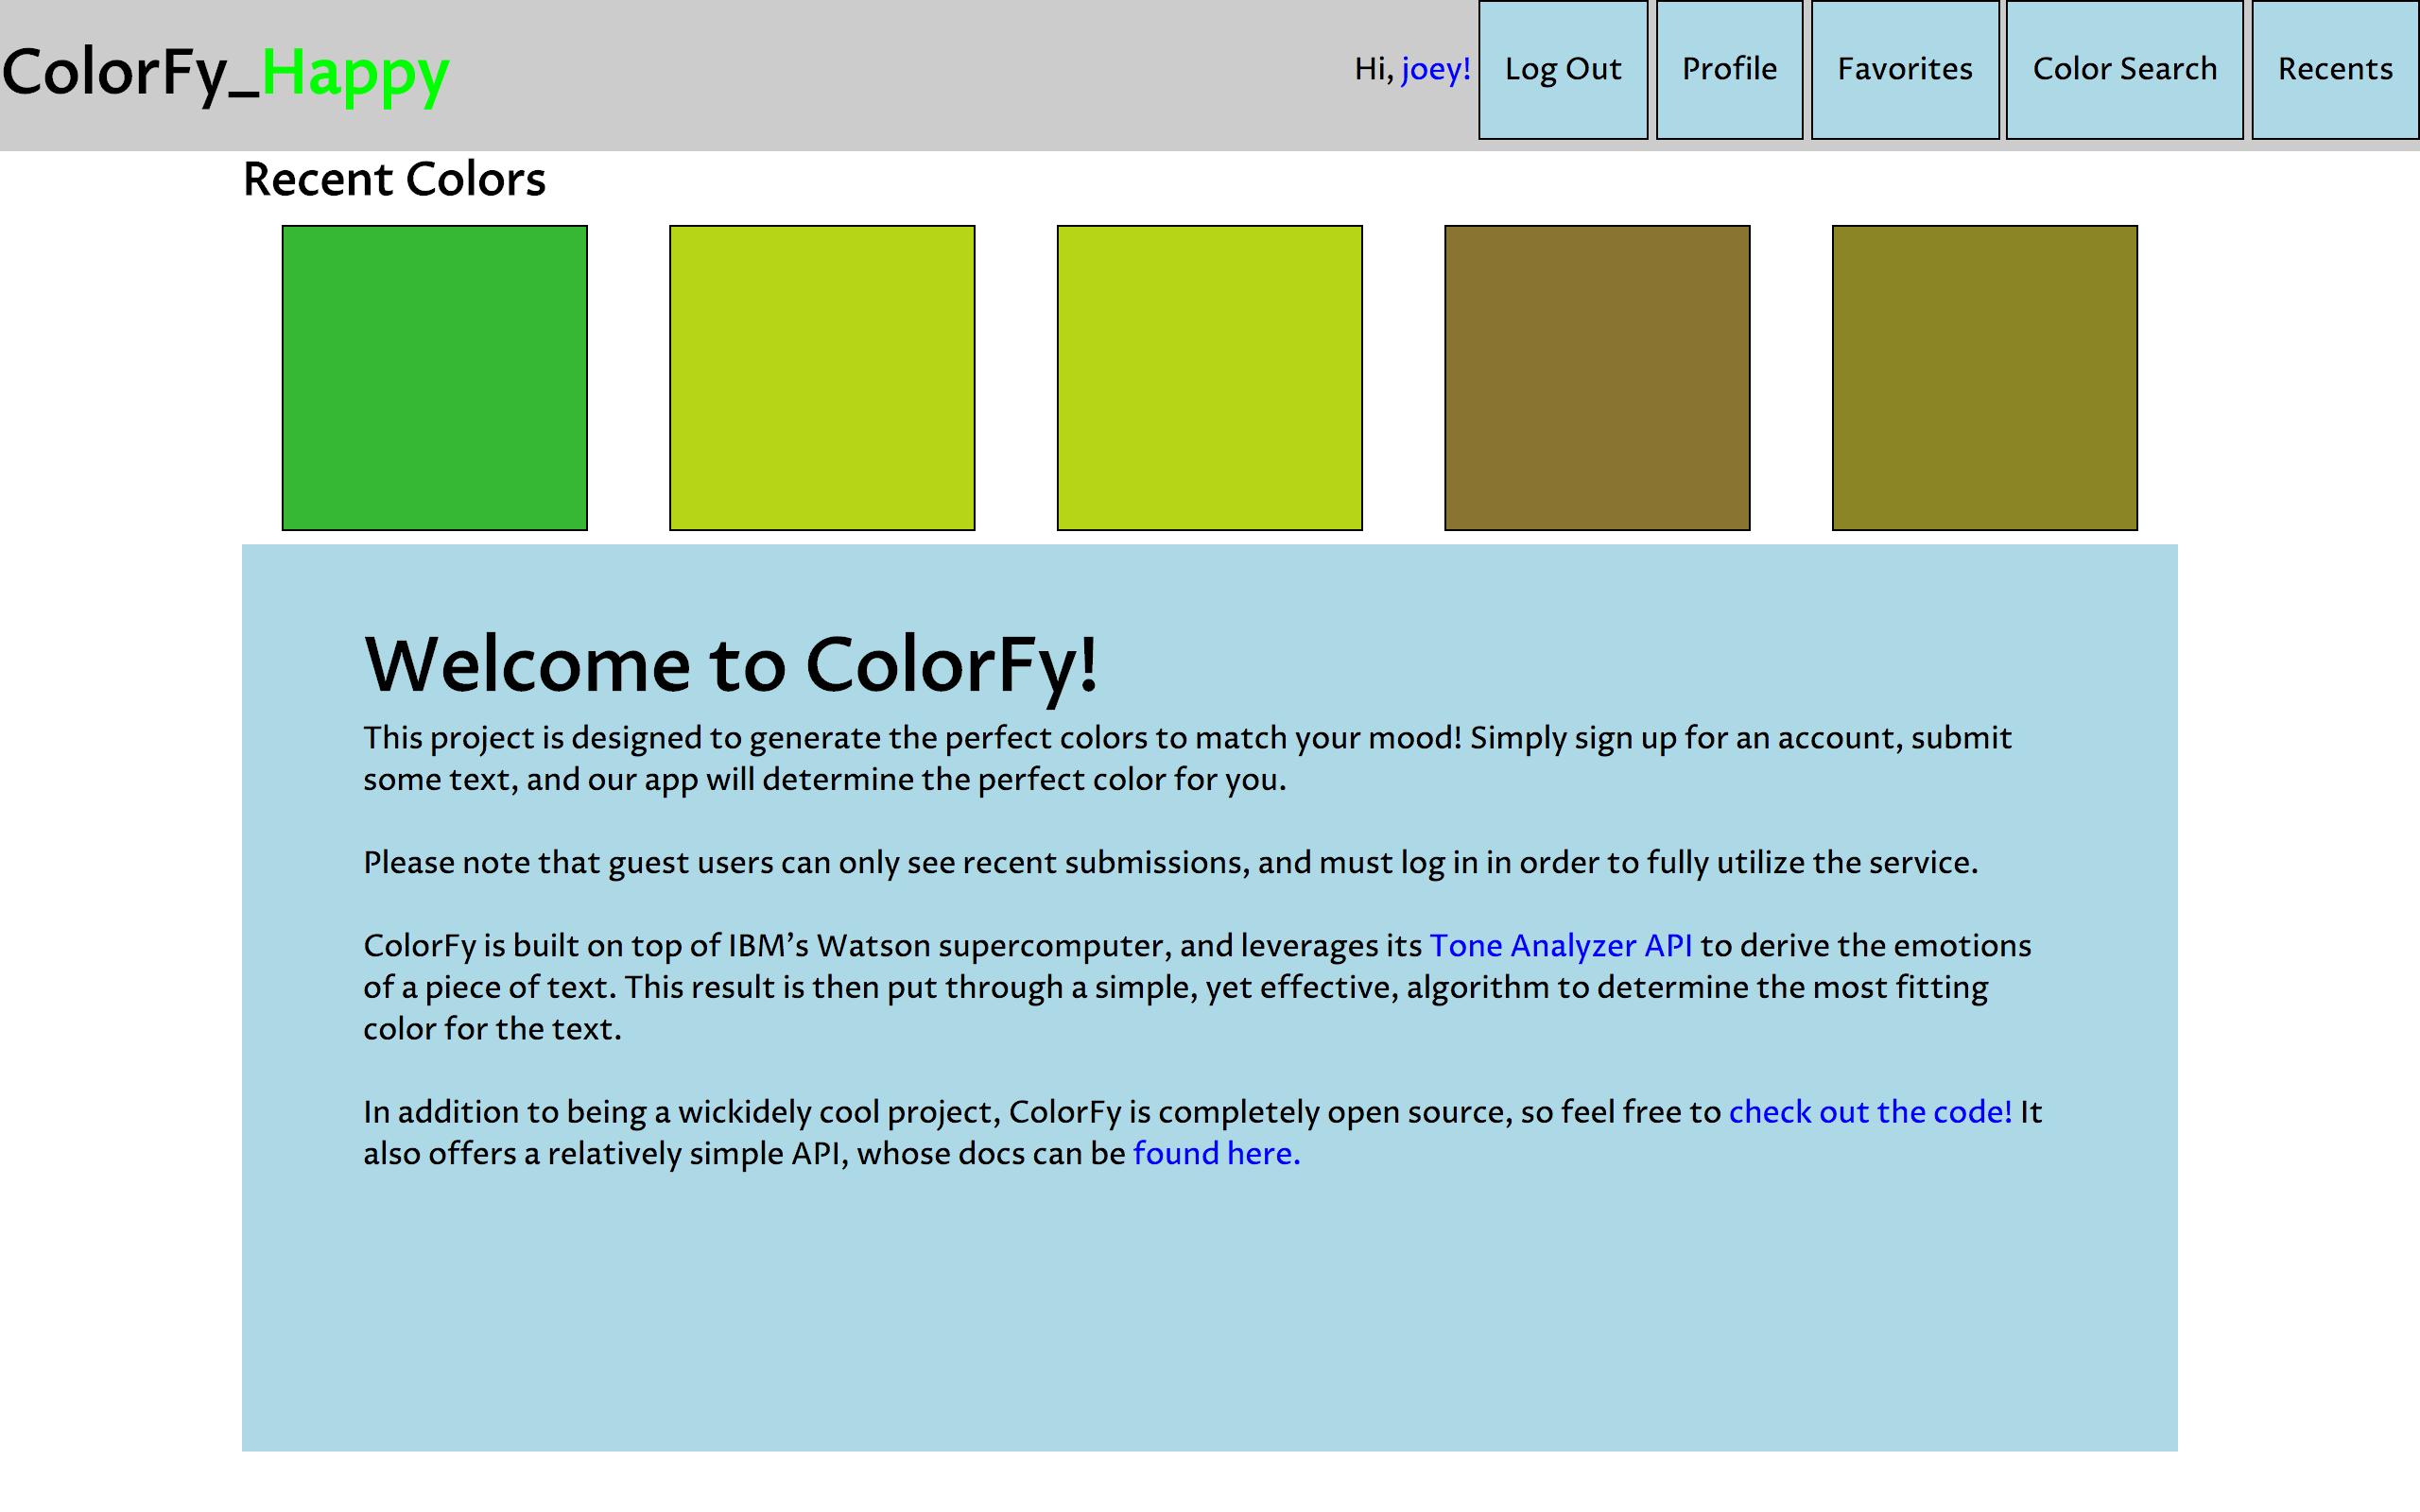 ColorFy_Happy
Hi, joey!
Log Out
Profile
Favorites
Color Search
Recents
Recent Colors
Welcome to ColorFy!
This project is designed to generate the perfect colors to match your mood! Simply sign up for an account, submit
some text, and our app will determine the perfect color for you.
Please note that guest users can only see recent submissions, and must log in in order to fully utilize the service.
ColorFy is built on top of IBM’s Watson supercomputer, and leverages its Tone Analyzer API to derive the emotions
of a piece of text. This result is then put through a simple, yet effective, algorithm to determine the most fitting
color for the text.
In addition to being a wickidely cool project, ColorFy is completely open source, so feel free to check out the code! It
also offers a relatively simple API, whose docs can be found here.